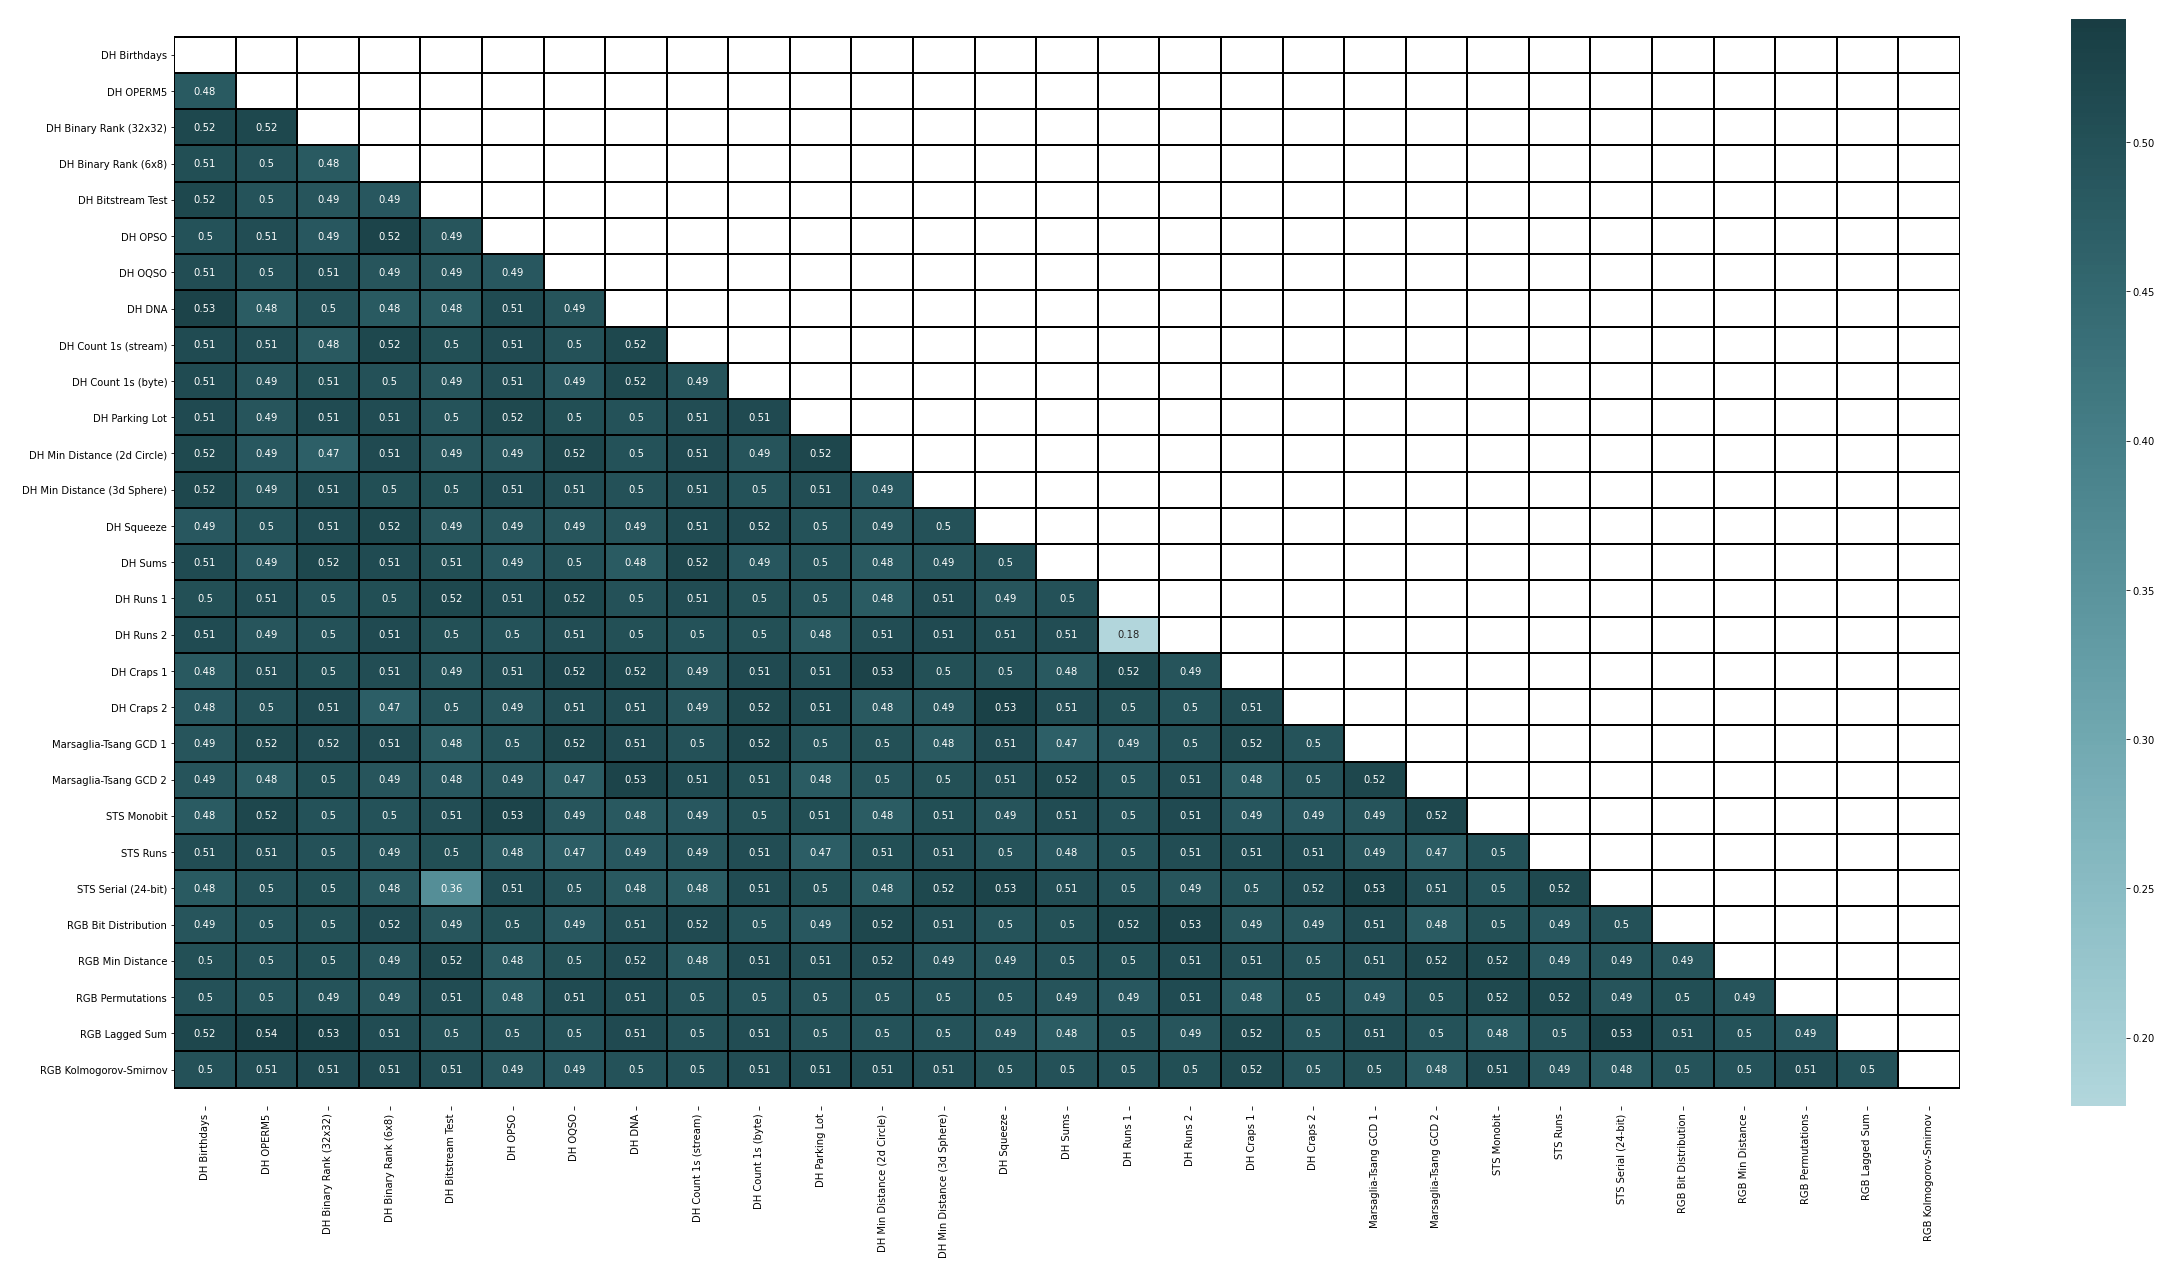 DH Birthdays
DH OPERM5 0.48
DH Binary Rank (32x32) 0.52 0.52
DH Binary Rank (6x8) 0.51 0.5 0.48
DH Bitstream Test 0.52 0.5 0.49 0.49
DH OPSO 0.5 0.51 0.49 0.52 0.49
DH OQSO 0.51 0.5 0.51 0.49 0.49 0.49
DH DNA 0.53 0.48 0.5 0.48 0.48 0.51 0.49
DH Count 1s (stream) 0.51 0.51 0.48 0.52 0.5 0.51 0.5 0.52
DH Count 1s (byte) 0.51 0.49 0.51 0.5 0.49 0.51 0.49 0.52 0.49
DH Parking Lot 0.51 0.49 0.51 0.51 0.5 0.52 0.5 0.5 0.51 0.51
DH Min Distance (2d Circle) 0.52 0.49 0.47 0.51 0.49 0.49 0.52 0.5 0.51 0.49 0.52
DH Min Distance (3d Sphere) 0.52 0.49 0.51 0.5 0.5 0.51 0.51 0.5 0.51 0.5 0.51 0.49
DH Squeeze 0.49 0.5 0.51 0.52 0.49 0.49 0.49 0.49 0.51 0.52 0.5 0.49 0.5
DH Sums 0.51 0.49 0.52 0.51 0.51 0.49 0.5 0.48 0.52 0.49 0.5 0.48 0.49 0.5
DH Runs 1 0.5 0.51 0.5 0.5 0.52 0.51 0.52 0.5 0.51 0.5 0.5 0.48 0.51 0.49 0.5
DH Runs 2 0.51 0.49 0.5 0.51 0.5 0.5 0.51 0.5 0.5 0.5 0.48 0.51 0.51 0.51 0.51 0.18
DH Craps 1 0.48 0.51 0.5 0.51 0.49 0.51 0.52 0.52 0.49 0.51 0.51 0.53 0.5 0.5 0.48 0.52 0.49
DH Craps 2 0.48 0.5 0.51 0.47 0.5 0.49 0.51 0.51 0.49 0.52 0.51 0.48 0.49 0.53 0.51 0.5 0.5 0.51
Marsaglia-Tsang GCD 1 0.49 0.52 0.52 0.51 0.48 0.5 0.52 0.51 0.5 0.52 0.5 0.5 0.48 0.51 0.47 0.49 0.5 0.52 0.5
Marsaglia-Tsang GCD 2 0.49 0.48 0.5 0.49 0.48 0.49 0.47 0.53 0.51 0.51 0.48 0.5 0.5 0.51 0.52 0.5 0.51 0.48 0.5 0.52
STS Monobit 0.48 0.52 0.5 0.5 0.51 0.53 0.49 0.48 0.49 0.5 0.51 0.48 0.51 0.49 0.51 0.5 0.51 0.49 0.49 0.49 0.52
STS Runs 0.51 0.51 0.5 0.49 0.5 0.48 0.47 0.49 0.49 0.51 0.47 0.51 0.51 0.5 0.48 0.5 0.51 0.51 0.51 0.49 0.47 0.5
STS Serial (24-bit) 0.48 0.5 0.5 0.48 0.36 0.51 0.5 0.48 0.48 0.51 0.5 0.48 0.52 0.53 0.51 0.5 0.49 0.5 0.52 0.53 0.51 0.5 0.52
RGB Bit Distribution 0.49 0.5 0.5 0.52 0.49 0.5 0.49 0.51 0.52 0.5 0.49 0.52 0.51 0.5 0.5 0.52 0.53 0.49 0.49 0.51 0.48 0.5 0.49 0.5
RGB Min Distance 0.5 0.5 0.5 0.49 0.52 0.48 0.5 0.52 0.48 0.51 0.51 0.52 0.49 0.49 0.5 0.5 0.51 0.51 0.5 0.51 0.52 0.52 0.49 0.49 0.49
RGB Permutations 0.5 0.5 0.49 0.49 0.51 0.48 0.51 0.51 0.5 0.5 0.5 0.5 0.5 0.5 0.49 0.49 0.51 0.48 0.5 0.49 0.5 0.52 0.52 0.49 0.5 0.49
RGB Lagged Sum 0.52 0.54 0.53 0.51 0.5 0.5 0.5 0.51 0.5 0.51 0.5 0.5 0.5 0.49 0.48 0.5 0.49 0.52 0.5 0.51 0.5 0.48 0.5 0.53 0.51 0.5 0.49
RGB Kolmogorov-Smirnov 0.5 0.51 0.51 0.51 0.51 0.49 0.49 0.5 0.5 0.51 0.51 0.51 0.51 0.5 0.5 0.5 0.5 0.52 0.5 0.5 0.48 0.51 0.49 0.48 0.5 0.5 0.51 0.5
DH Birthdays
DH OPERM5
DH Binary Rank (32x32)
DH Binary Rank (6x8)
DH Bitstream Test
DH OPSO
DH OQSO
DH DNA
DH Count 1s (stream)
DH Count 1s (byte)
DH Parking Lot
DH Min Distance (2d Circle)
DH Min Distance (3d Sphere)
DH Squeeze
DH Sums
DH Runs 1
DH Runs 2
DH Craps 1
DH Craps 2
Marsaglia-Tsang GCD 1
Marsaglia-Tsang GCD 2
STS Monobit
STS Runs
STS Serial (24-bit)
RGB Bit Distribution
RGB Min Distance
RGB Permutations
RGB Lagged Sum
RGB Kolmogorov-Smirnov
0.50
0.45
0.40
0.35
0.30
0.25
0.20